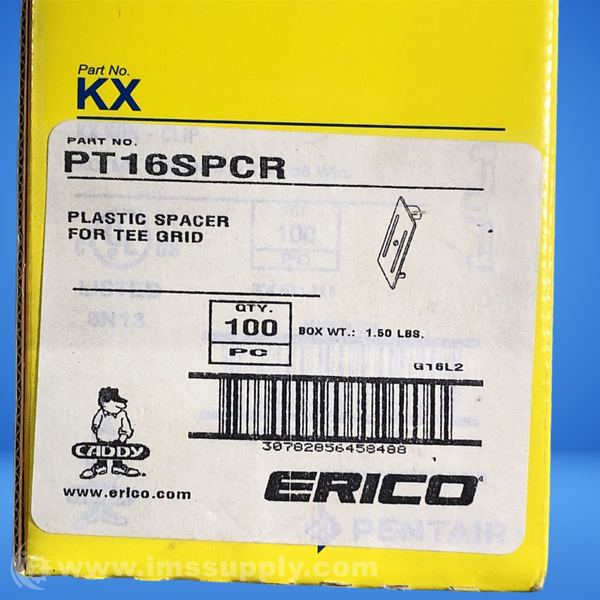 Part No.
KX
PART NO.
PT16SPCR
PLASTIC SPACER
FOR TEE GRID
QTY.
100
PC
BOX WT.: 1.50 LBS.
G16L2
30782856458488
CADDY
www.erico.com
ERICO
PENTAIR
www.imssupply.com